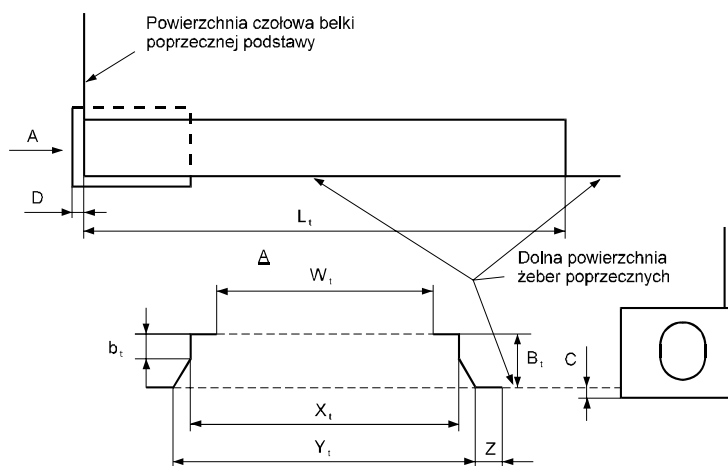 Powierzchnia czołowa belki
poprzecznej podstawy
A
D
Lt
A
Dolna powierzchnia
żeber poprzecznych
Wt
bt
Bt
C
Xt
Yt
Z